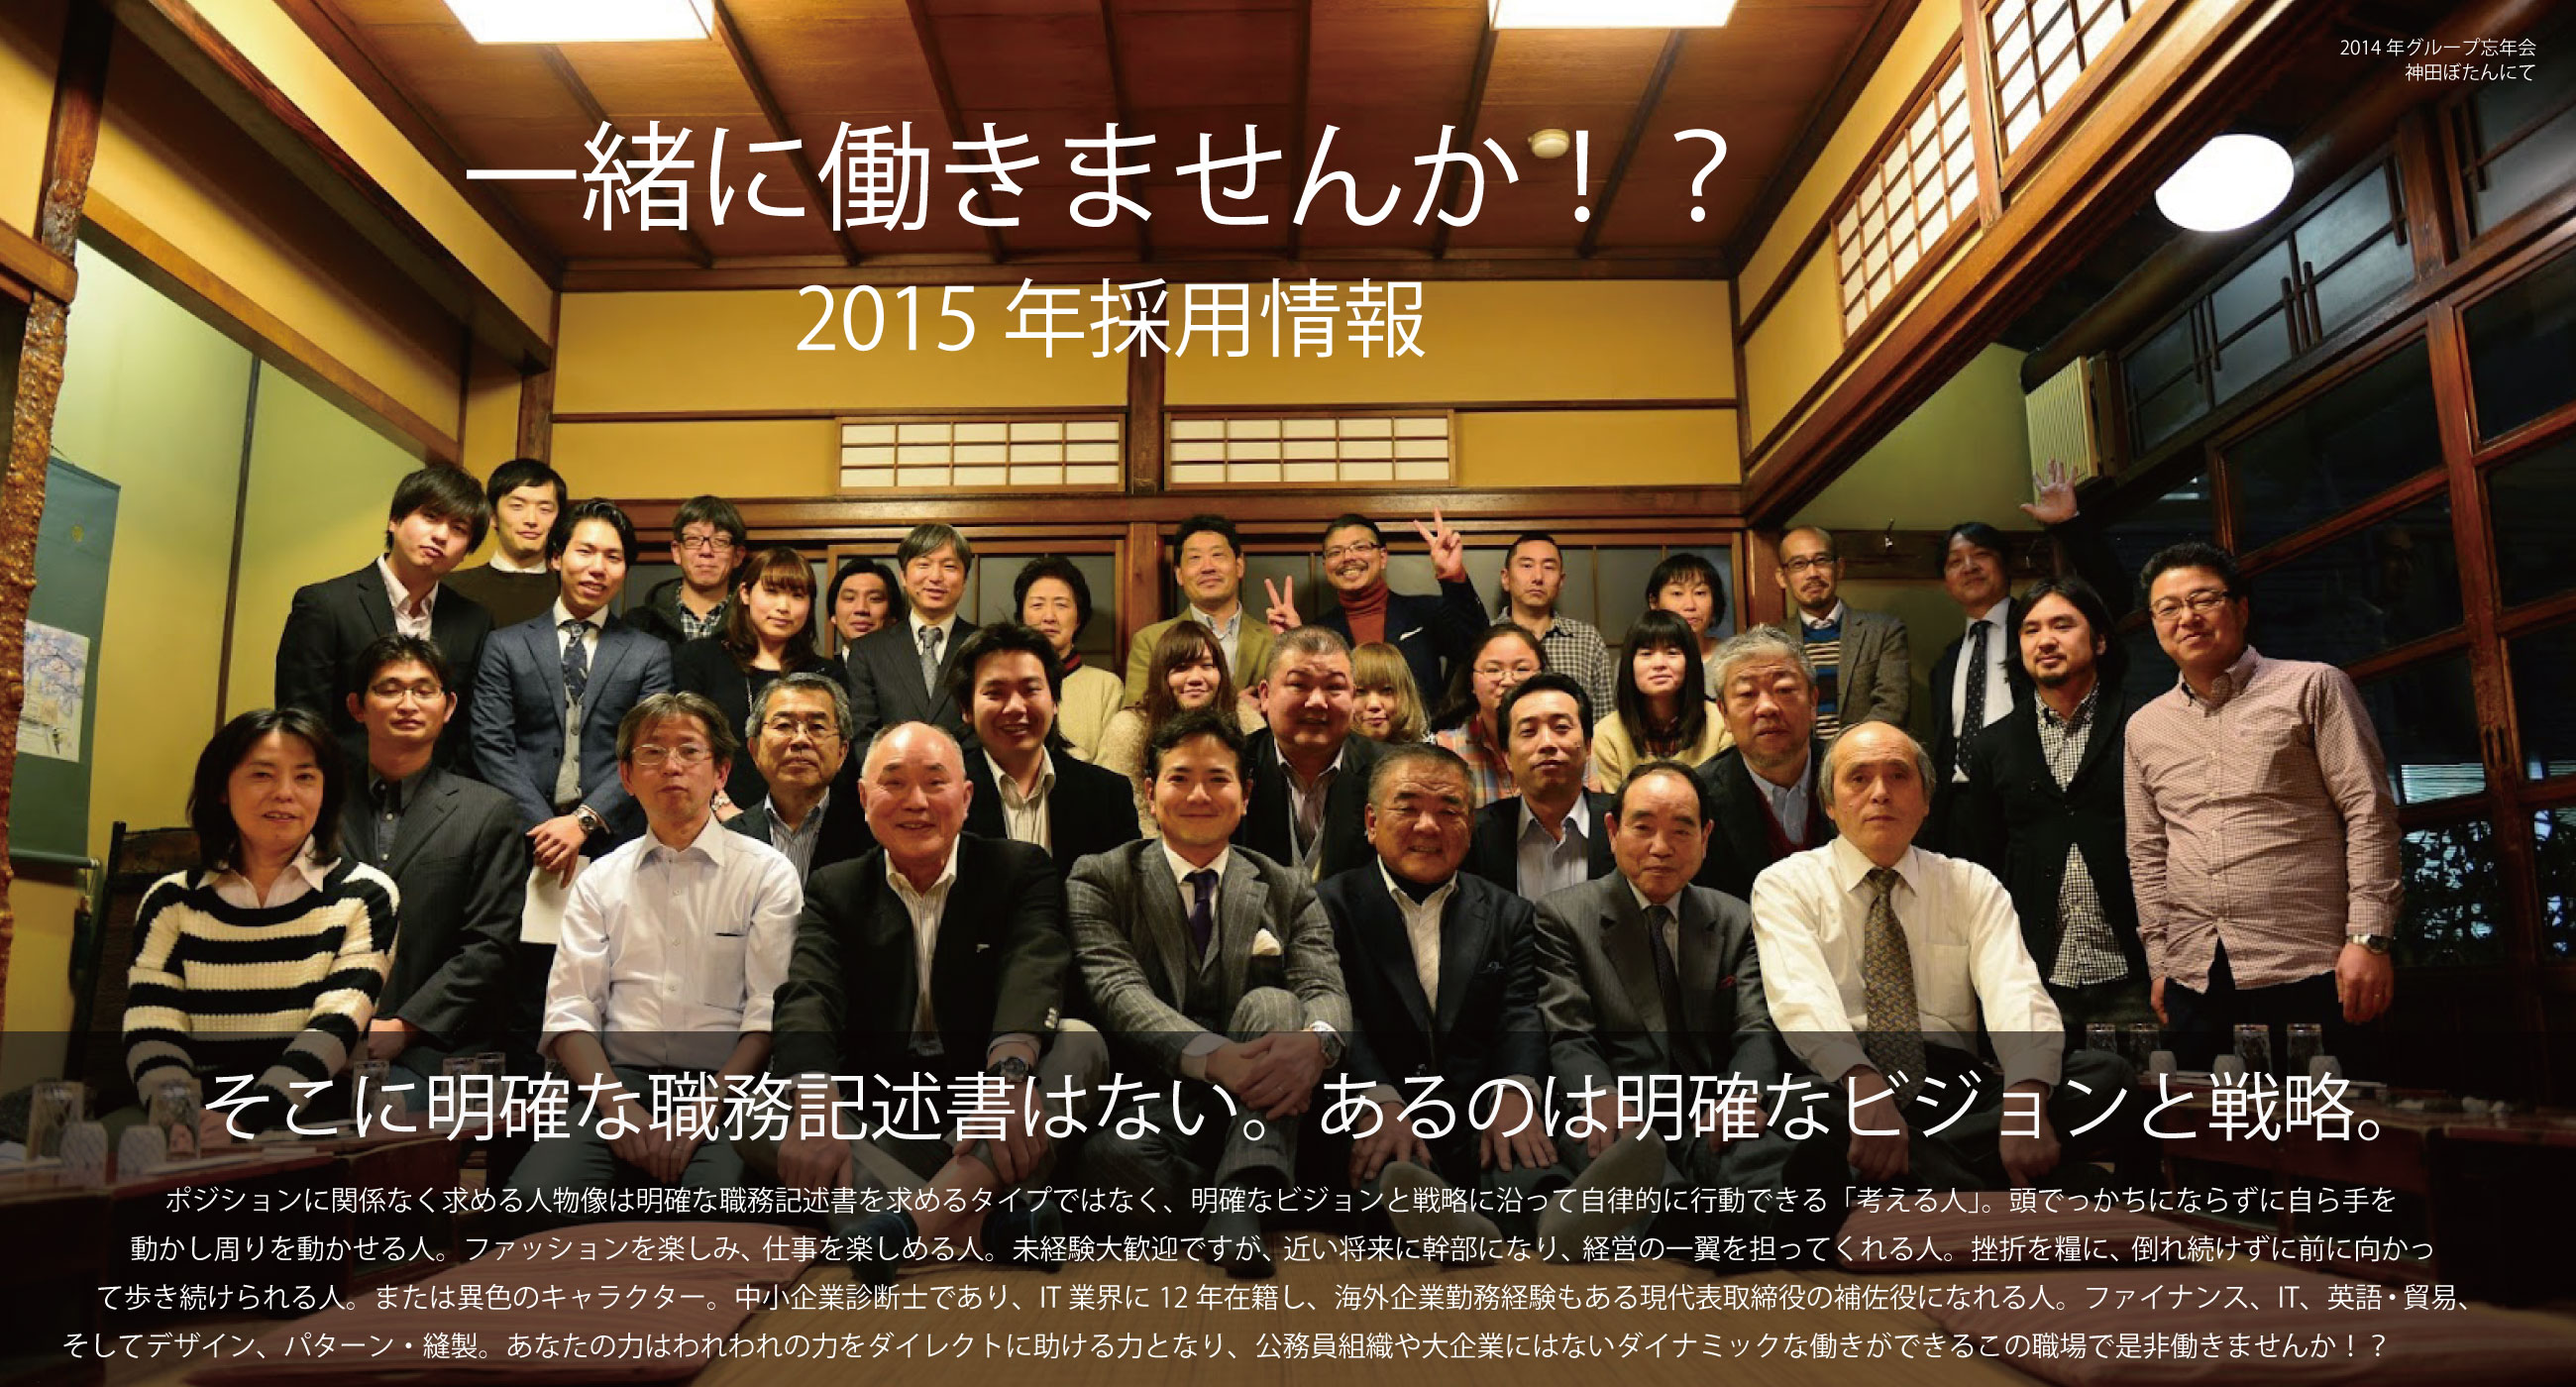 2014 年グループ忘年会
神田ぼたんにて
一緒に働きませんか！？
2015 年採用情報
そこに明確な職務記述書はない。あるのは明確なビジョンと戦略。
ポジションに関係なく求める人物像は明確な職務記述書を求めるタイプではなく、明確なビジョンと戦略に沿って自律的に行動できる「考える人」。頭でっかちにならずに自ら手を
動かし周りを動かせる人。ファッションを楽しみ、仕事を楽しめる人。未経験大歓迎ですが、近い将来に幹部になり、経営の一翼を担ってくれる人。挫折を糧に、倒れ続けずに前に向かっ
て歩き続けられる人。または異色のキャラクター。中小企業診断士であり、IT 業界に 12 年在籍し、海外企業勤務経験もある現代表取締役の補佐役になれる人。ファイナンス、IT、英語・貿易、
そしてデザイン、パターン・縫製。あなたの力はわれわれの力をダイレクトに助ける力となり、公務員組織や大企業にはないダイナミックな働きができるこの職場で是非働きませんか！？